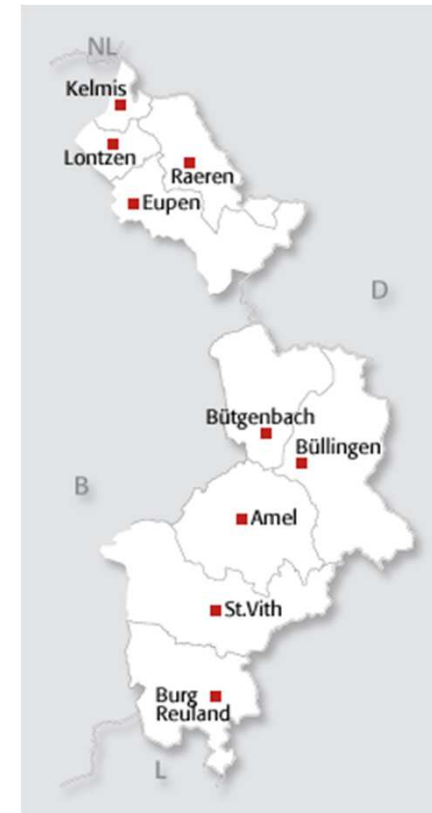 NL
Kelmis
Lontzen
Raeren
Eupen
D
Bütgenbach
Büllingen
B
Amel
St.Vith
Burg
Reuland
L